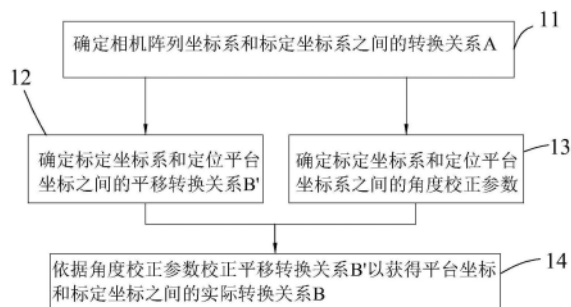 11
确定相机阵列坐标系和标定坐标系之间的转换关系A
12
确定标定坐标系和定位平台
坐标之间的平移转换关系B'
13
确定标定坐标系和定位平台
坐标系之间的角度校正参数
14
依据角度校正参数校正平移转换关系B'以获得平台坐标
和标定坐标之间的实际转换关系B